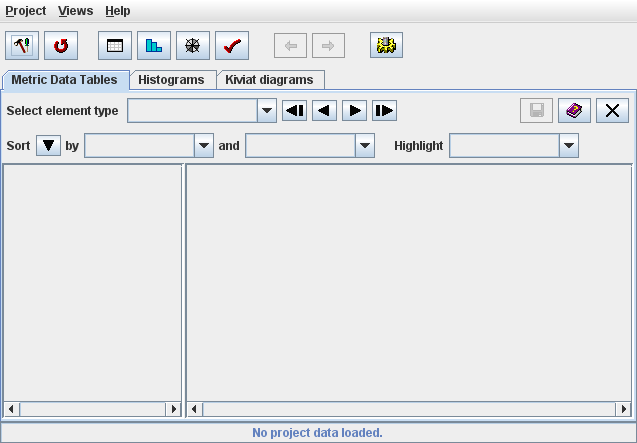 Project Views Help
Metric Data Tables Histograms Kiviat diagrams
Select element type
Sort by and Highlight
No project data loaded.